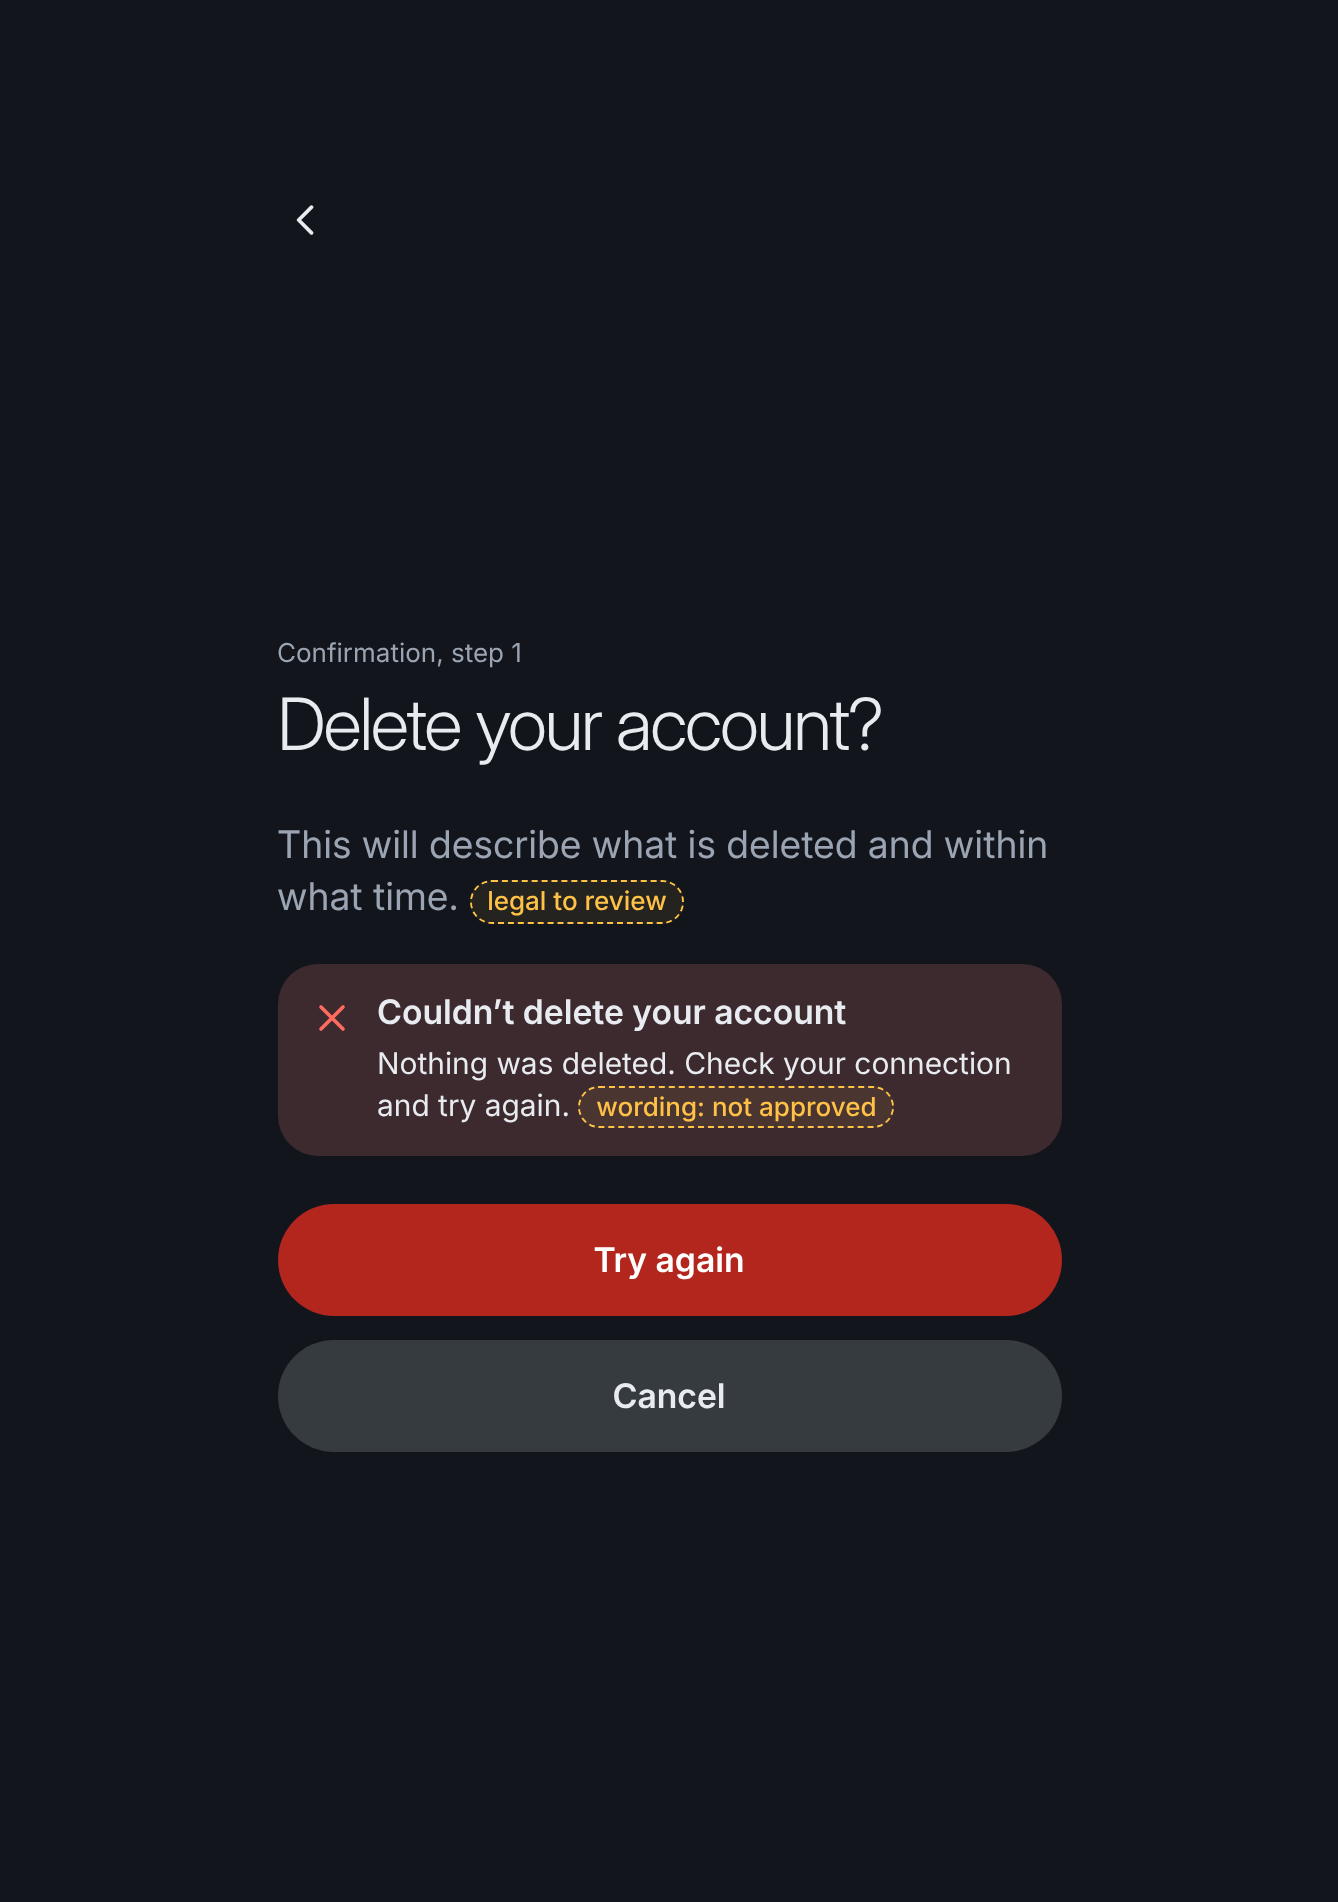 Confirmation, step 1
Delete your account?
This will describe what is deleted and within
what time. legal to review
Couldn’t delete your account
Nothing was deleted. Check your connection
and try again. wording: not approved
Try again
Cancel